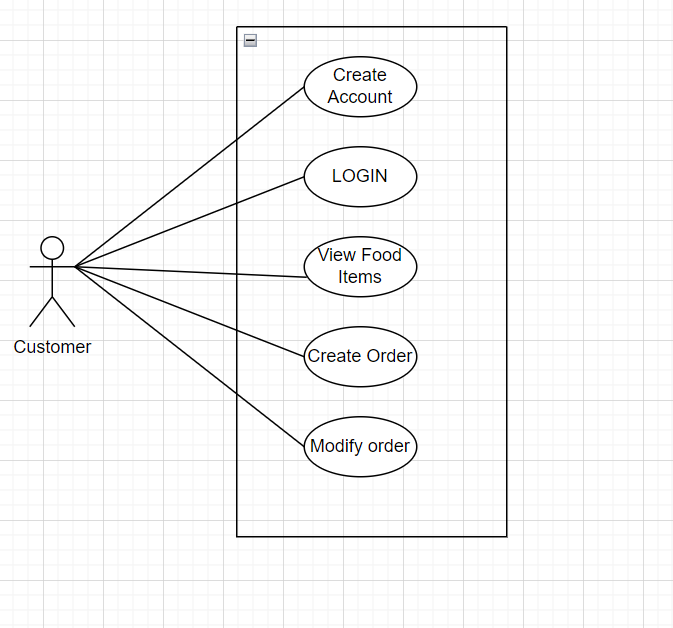 Create
Account
LOGIN
View Food
Items
Customer
Create Order
Modify order